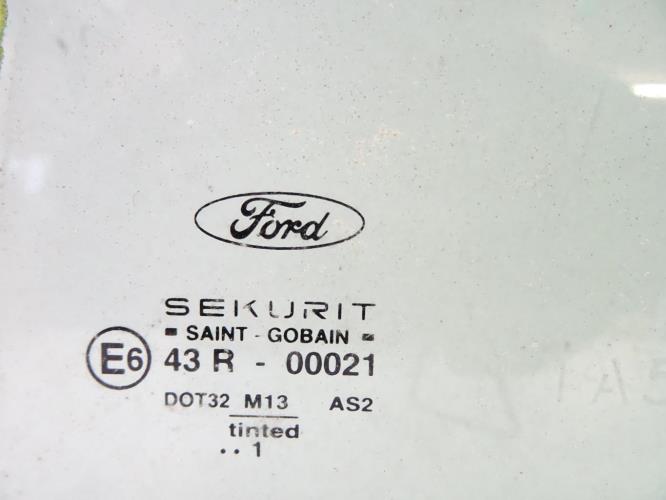 Ford
SEKURIT
SAINT - GOBAIN
E6 43 R - 00021
DOT32 M13 AS2
tinted
.. 1